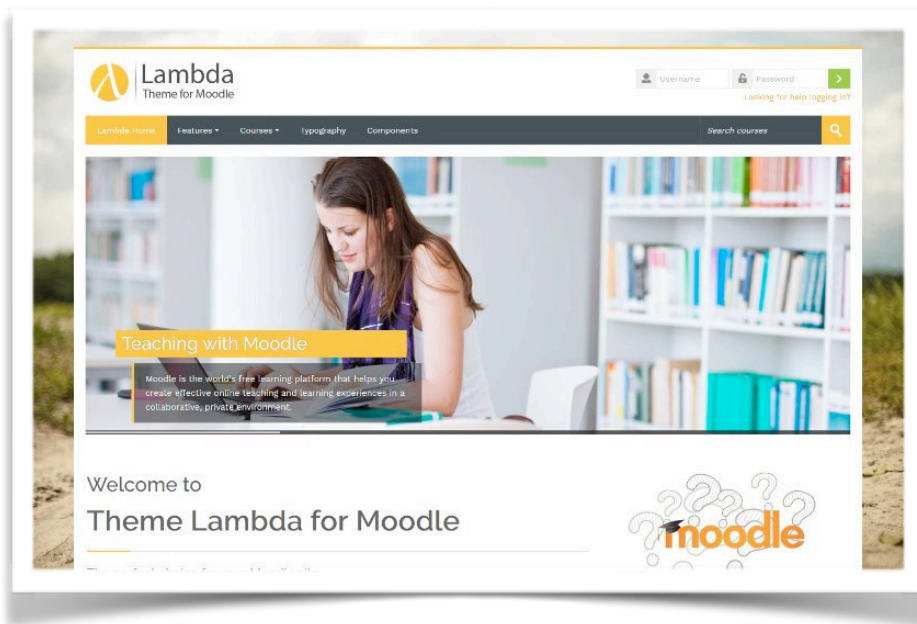 Lambda
Theme for Moodle
Username
Password
Looking for help logging in?
Lambda Home
Features
Courses
Typography
Components
Search courses
Teaching with Moodle
Moodle is the world's free learning platform that helps you
create effective online teaching and learning experiences in a
collaborative, private environment.
Welcome to
Theme Lambda for Moodle
moodle